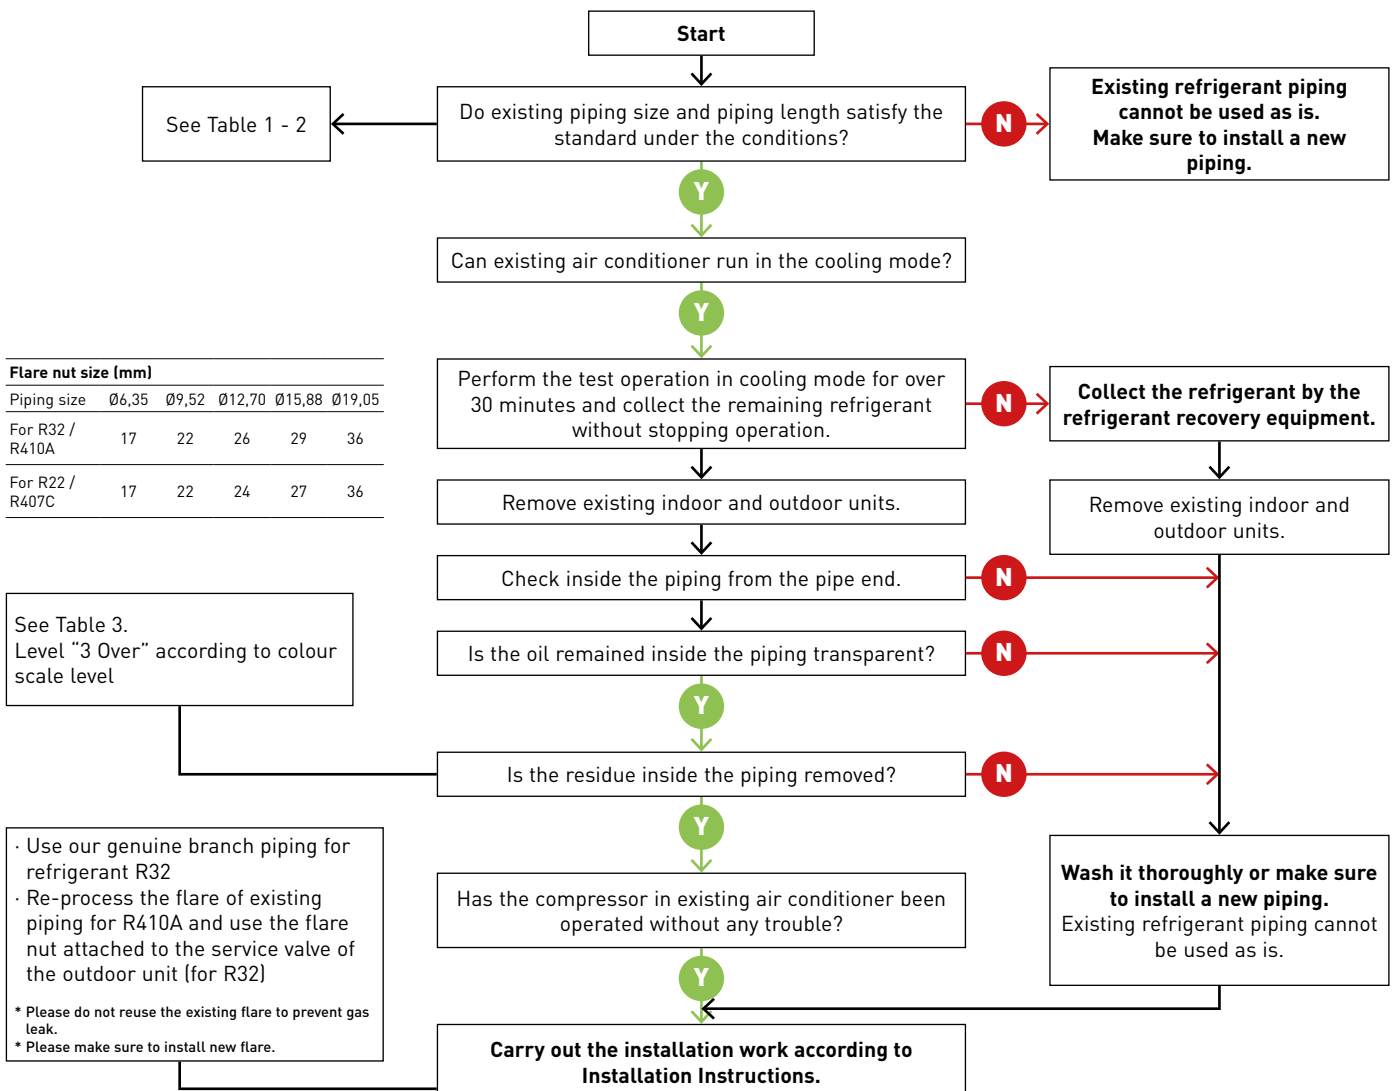 Start
See Table 1 - 2
Do existing piping size and piping length satisfy the
standard under the conditions?
N
Existing refrigerant piping
cannot be used as is.
Make sure to install a new
piping.
Y
Can existing air conditioner run in the cooling mode?
Y
Flare nut size (mm)
Piping size Ø6,35 Ø9,52 Ø12,70 Ø15,88 Ø19,05
For R32 /
R410A
17 22 26 29 36
For R22 /
R407C
17 22 24 27 36
Perform the test operation in cooling mode for over
30 minutes and collect the remaining refrigerant
without stopping operation.
N
Collect the refrigerant by the
refrigerant recovery equipment.
Remove existing indoor and outdoor units.
Remove existing indoor and
outdoor units.
Check inside the piping from the pipe end.
N
See Table 3.
Level “3 Over” according to colour
scale level
Is the oil remained inside the piping transparent?
N
Y
Is the residue inside the piping removed?
N
Y
· Use our genuine branch piping for
refrigerant R32
· Re-process the flare of existing
piping for R410A and use the flare
nut attached to the service valve of
the outdoor unit (for R32)
* Please do not reuse the existing flare to prevent gas
leak.
* Please make sure to install new flare.
Has the compressor in existing air conditioner been
operated without any trouble?
Wash it thoroughly or make sure
to install a new piping.
Existing refrigerant piping cannot
be used as is.
Y
Carry out the installation work according to
Installation Instructions.